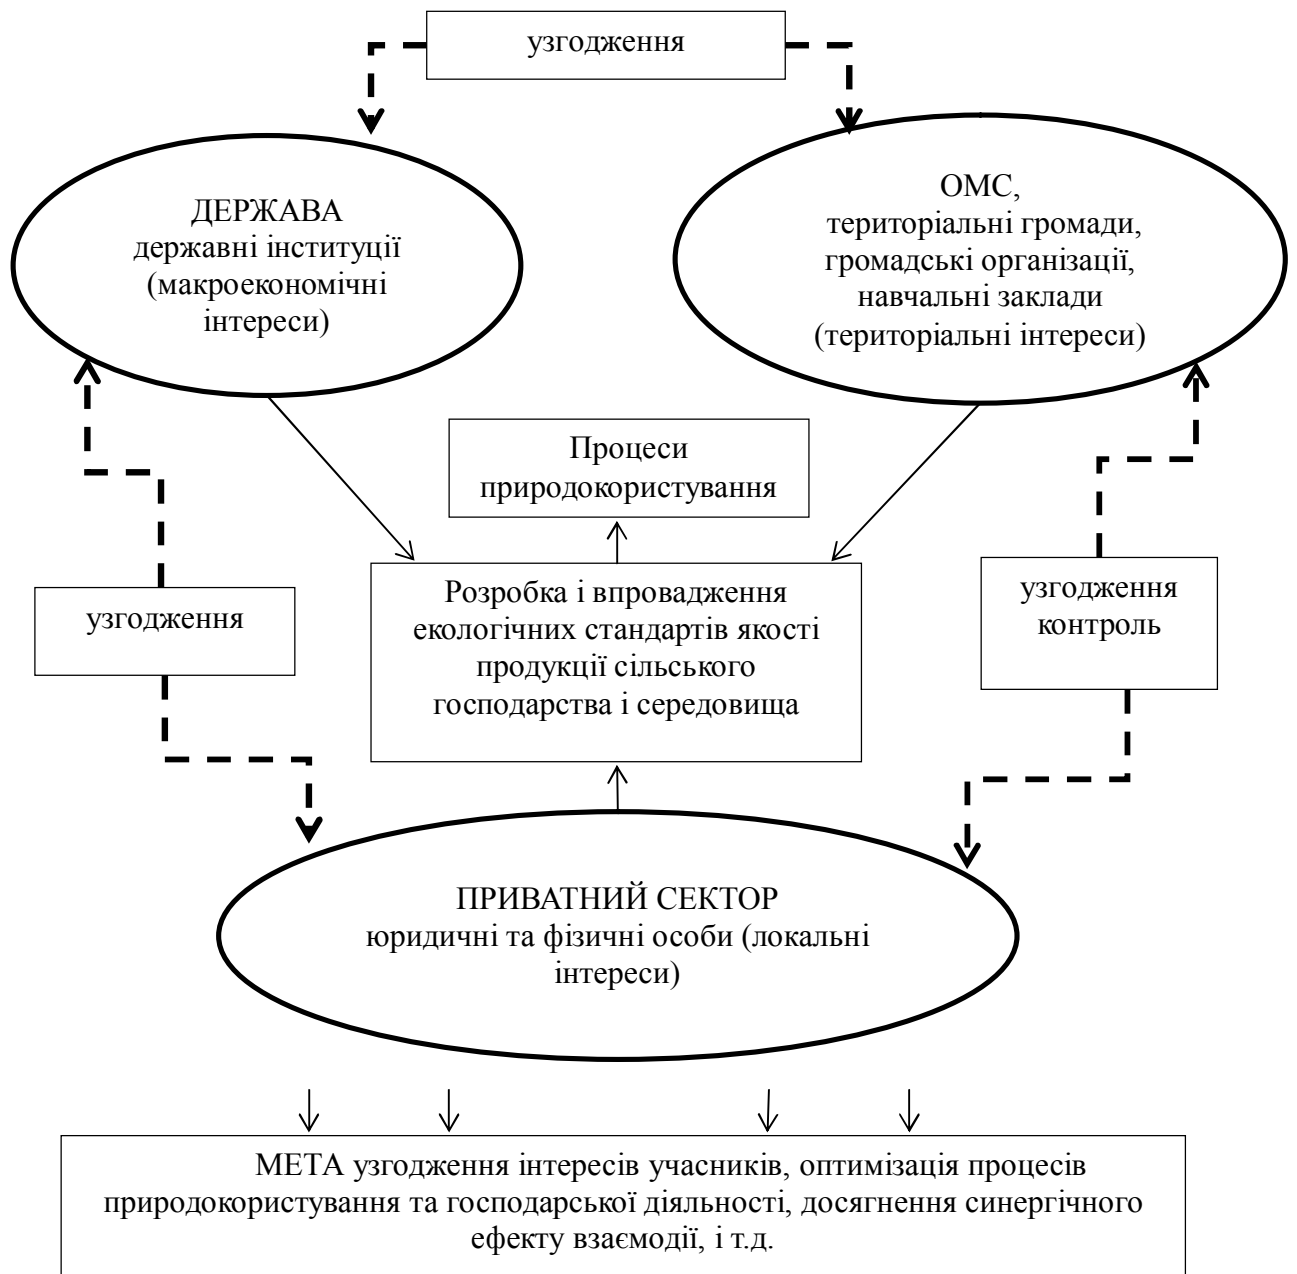 узгодження
ДЕРЖАВА
державні інституції
(макроекономічні
інтереси)
ОМС,
територіальні громади,
громадські організації,
навчальні заклади
(територіальні інтереси)
Процеси
природокористування
узгодження
Розробка і впровадження
екологічних стандартів якості
продукції сільського
господарства і середовища
узгодження
контроль
ПРИВАТНИЙ СЕКТОР
юридичні та фізичні особи (локальні
інтереси)
МЕТА узгодження інтересів учасників, оптимізація процесів
природокористування та господарської діяльності, досягнення синергічного
ефекту взаємодії, і т.д.